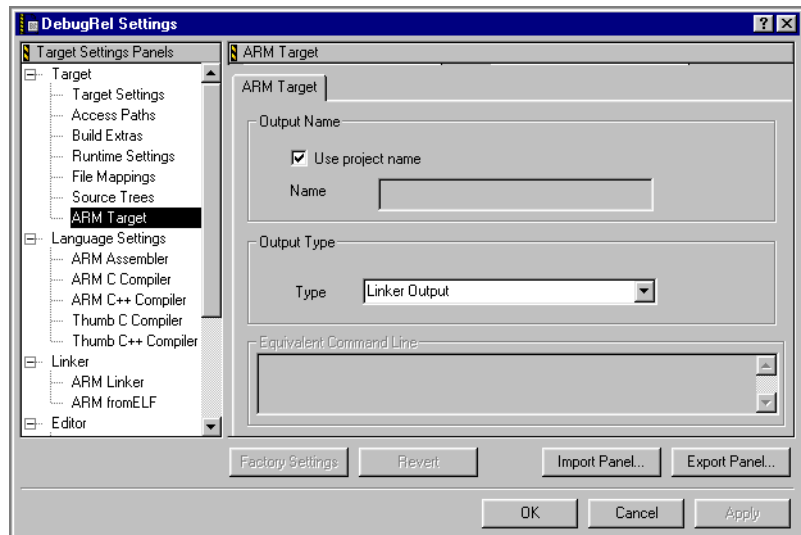 DebugRel Settings
Target Settings Panels
Target
Target Settings
Access Paths
Build Extras
Runtime Settings
File Mappings
Source Trees
ARM Target
Language Settings
ARM Assembler
ARM C Compiler
ARM C++ Compiler
Thumb C Compiler
Thumb C++ Compiler
Linker
ARM Linker
ARM fromELF
Editor
ARM Target
ARM Target
Output Name
Use project name
Name
Output Type
Type Linker Output
Equivalent Command Line
Factory Settings Revert Import Panel... Export Panel...
OK Cancel Apply